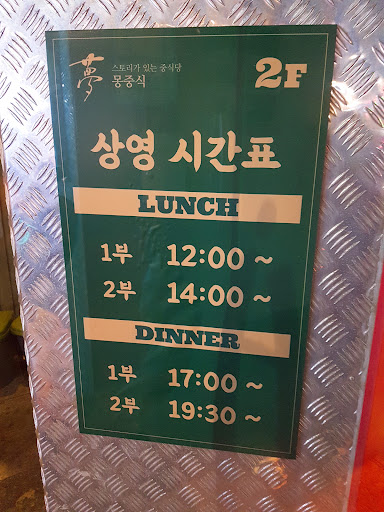 夢 스토리가 있는 중식당
몽중식
2F
상영 시간표
LUNCH
1부 12:00 ~
2부 14:00 ~
DINNER
1부 17:00 ~
2부 19:30 ~